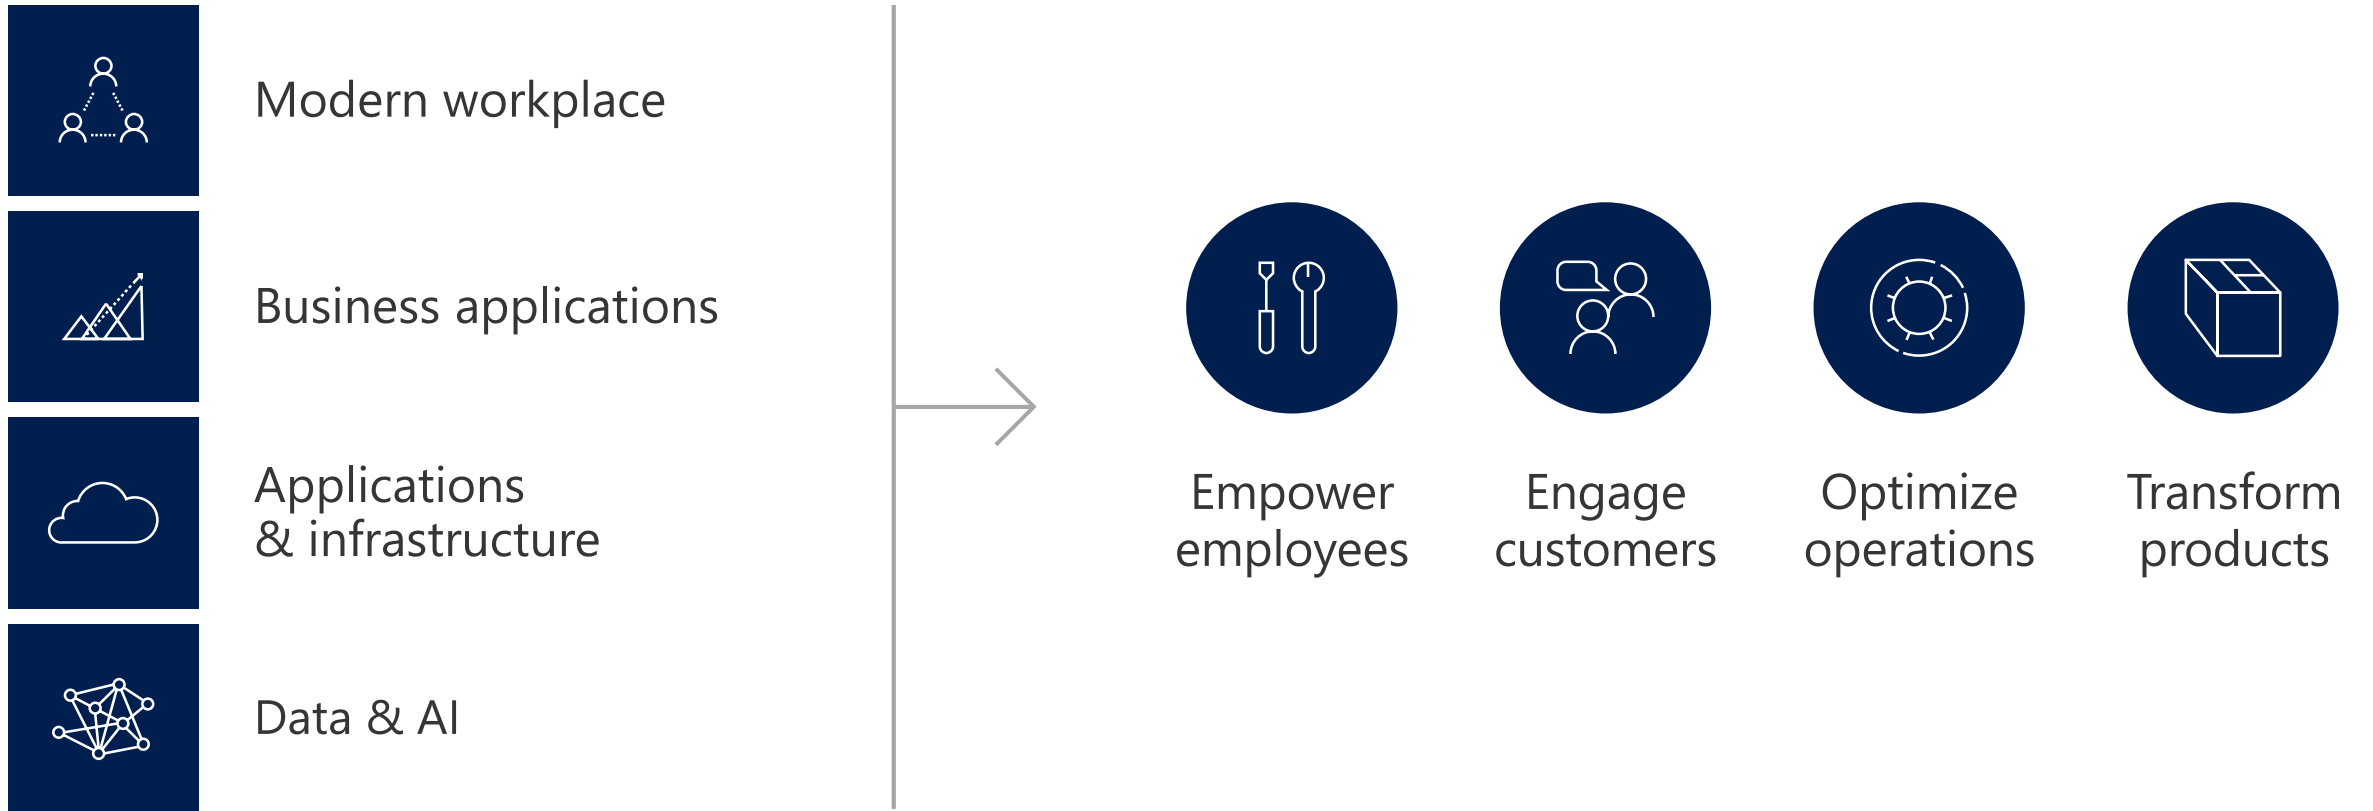 Modern workplace
Business applications
Applications
& infrastructure
Data & AI
Empower
employees
Engage
customers
Optimize
operations
Transform
products